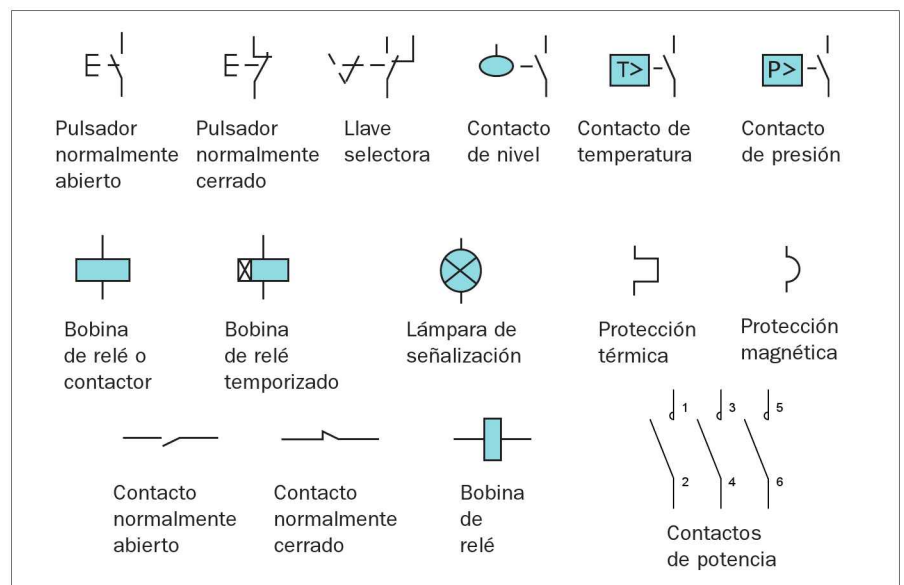 T>
P>
Pulsador
normalmente
abierto
Pulsador
normalmente
cerrado
Llave
selectora
Contacto
de nivel
Contacto de
temperatura
Contacto
de presión
Bobina
de relé o
contactor
Bobina
de relé
temporizado
Lámpara de
señalización
Protección
térmica
Protección
magnética
1 3 5
2 4 6
Contacto
normalmente
abierto
Contacto
normalmente
cerrado
Bobina
de
relé
Contactos
de potencia